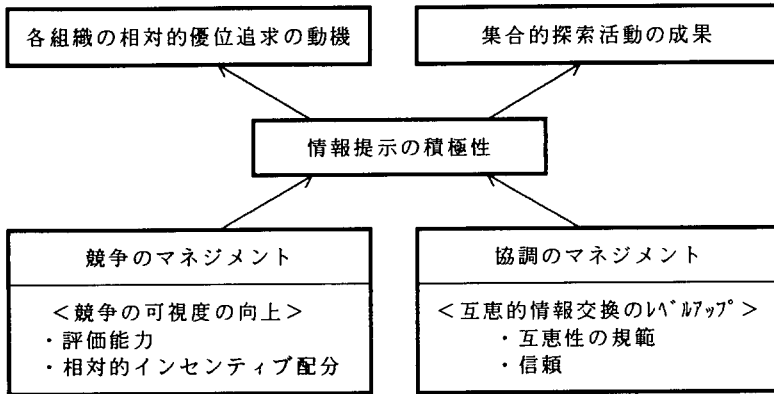 各組織の相対的優位追求の動機
集合的探索活動の成果
情報提示の積極性
競争のマネジメント
＜競争の可視度の向上＞
・評価能力
・相対的インセンティブ配分
協調のマネジメント
＜互恵的情報交換のﾚﾍﾞﾙｱｯﾌﾟ＞
・互恵性の規範
・信頼